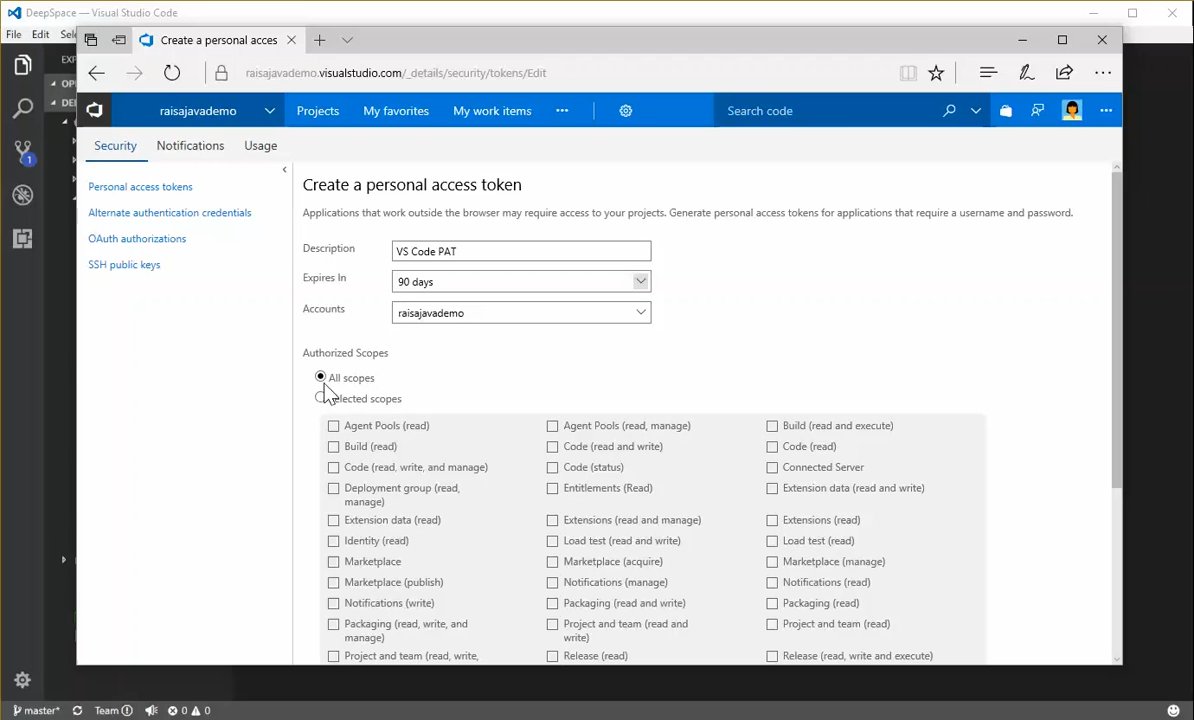 DeepSpace — Visual Studio Code
File Edit Sele
EXP
OPE
DEE
Create a personal acces
raisajavademo.visualstudio.com/_details/security/tokens/Edit
raisajavademo Projects My favorites My work items Search code
Security Notifications Usage
Personal access tokens
Alternate authentication credentials
OAuth authorizations
SSH public keys
Create a personal access token
Applications that work outside the browser may require access to your projects. Generate personal access tokens for applications that require a username and password.
Description VS Code PAT
Expires In 90 days
Accounts raisajavademo
Authorized Scopes
All scopes
Selected scopes
Agent Pools (read) Agent Pools (read, manage) Build (read and execute)
Build (read) Code (read and write) Code (read)
Code (read, write, and manage) Code (status) Connected Server
Deployment group (read, manage) Entitlements (Read) Extension data (read and write)
Extension data (read) Extensions (read and manage) Extensions (read)
Identity (read) Load test (read and write) Load test (read)
Marketplace Marketplace (acquire) Marketplace (manage)
Marketplace (publish) Notifications (manage) Notifications (read)
Notifications (write) Packaging (read and write) Packaging (read)
Packaging (read, write, and manage) Project and team (read and write) Project and team (read)
Project and team (read, write, Release (read) Release (read, write and execute)
1
master* Team 0 0